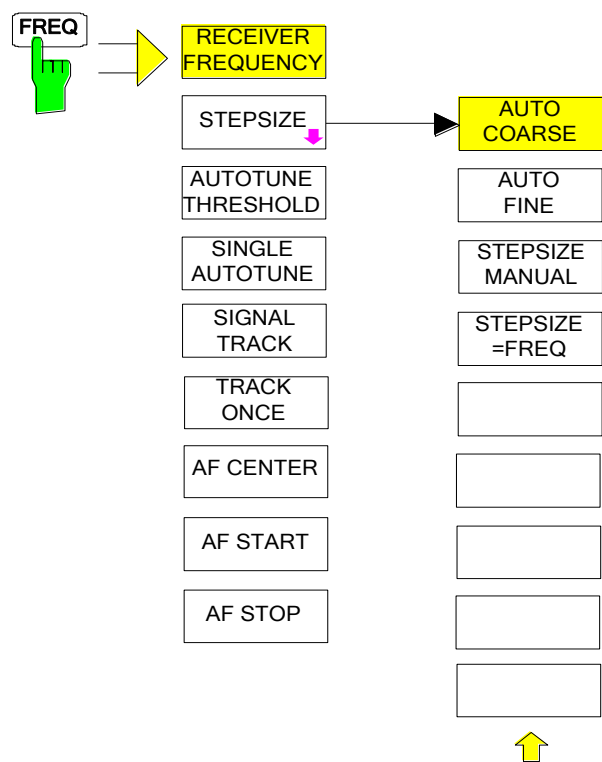 FREQ
RECEIVER
FREQUENCY
STEPSIZE
AUTOTUNE
THRESHOLD
SINGLE
AUTOTUNE
SIGNAL
TRACK
TRACK
ONCE
AF CENTER
AF START
AF STOP
AUTO
COARSE
AUTO
FINE
STEPSIZE
MANUAL
STEPSIZE
=FREQ